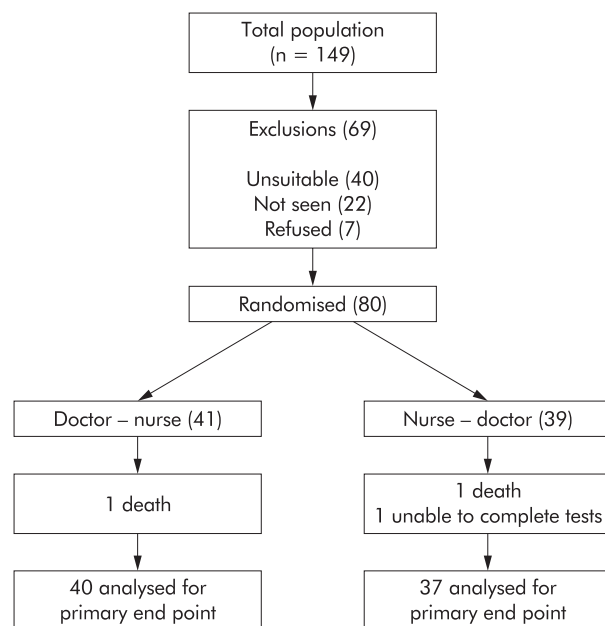 Total population
(n = 149)
Exclusions (69)
Unsuitable (40)
Not seen (22)
Refused (7)
Randomised (80)
Doctor – nurse (41)
Nurse – doctor (39)
1 death
1 death
1 unable to complete tests
40 analysed for
primary end point
37 analysed for
primary end point